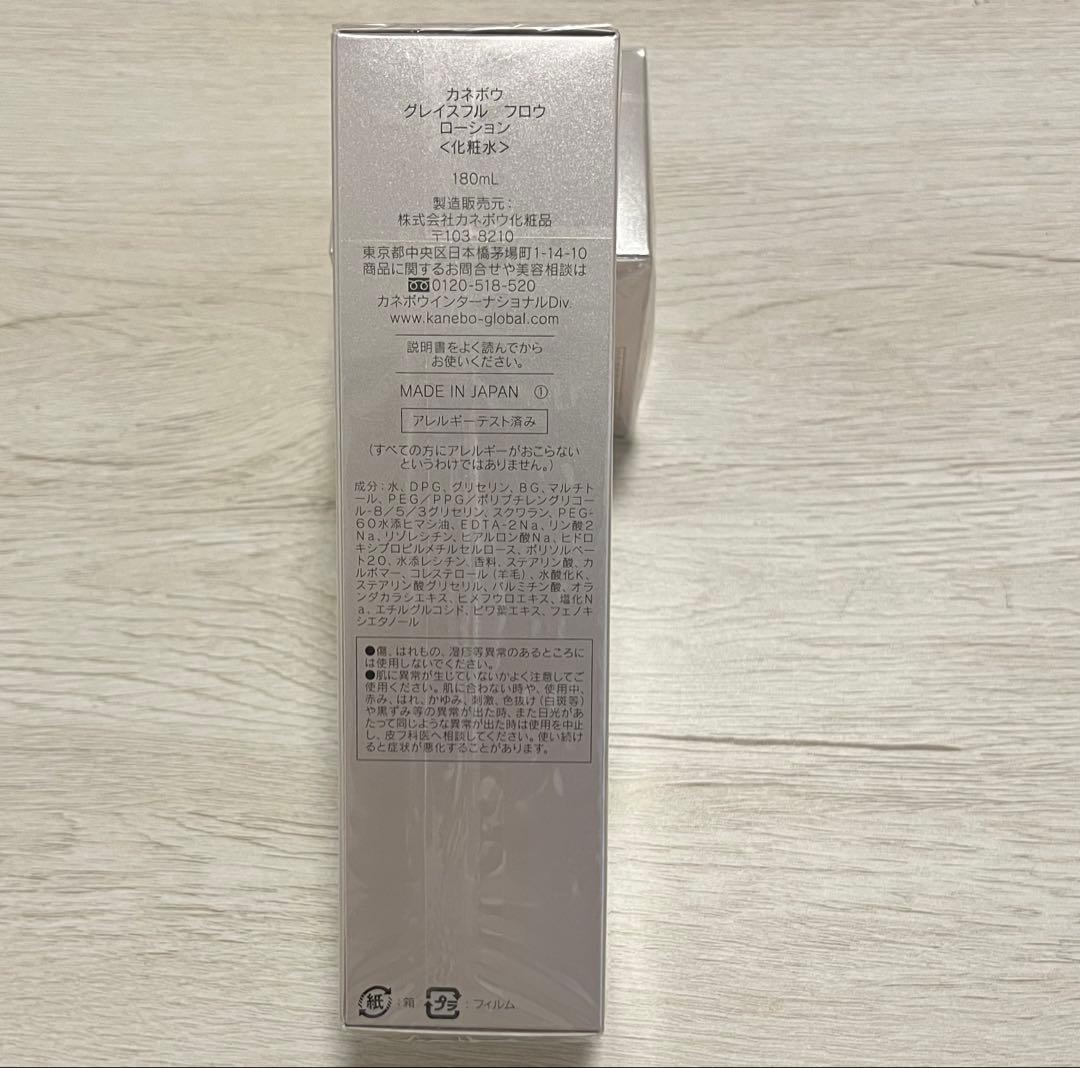 カネボウ
グレイスフル　フロウ
ローション
＜化粧水＞
180mL
製造販売元：
株式会社カネボウ化粧品
〒103-8210
東京都中央区日本橋茅場町1-14-10
商品に関するお問合せや美容相談は
0120-518-520
カネボウインターナショナルDiv.
www.kanebo-global.com
説明書をよく読んでから
お使いください。
MADE IN JAPAN ①
アレルギーテスト済み
（すべての方にアレルギーがおこらない
というわけではありません。）
成分：水、DPG、グリセリン、BG、マルチト
ール、PEG／PPG／ポリブチレングリコ
ール-8／5／3グリセリン、スクワラン、PEG-
60水添ヒマシ油、EDTA-2Na、リン酸2
Na、リゾレシチン、ヒアルロン酸Na、ヒドロ
キシプロピルメチルセルロース、ポリソルベー
ト20、水添レシチン、香料、ステアリン酸、カ
ルボマー、コレステロール（羊毛）、水酸化K、
ステアリン酸グリセリル、パルミチン酸、オラ
ンダカラシエキス、ヒメフウロエキス、塩化N
a、エチルグルコシド、ビワ葉エキス、フェノキ
シエタノール
●傷、はれもの、湿疹等異常のあるところに
は使用しないでください。
●肌に異常が生じていないかよく注意してご
使用ください。肌に合わない時や、使用中、
赤み、はれ、かゆみ、刺激、色抜け（白斑等）
や黒ずみ等の異常が出た時、また日光があ
たって同じような異常が出た時は使用を中止
し、皮フ科医へ相談してください。使い続け
ると症状が悪化することがあります。
紙：箱　プラ：フィルム